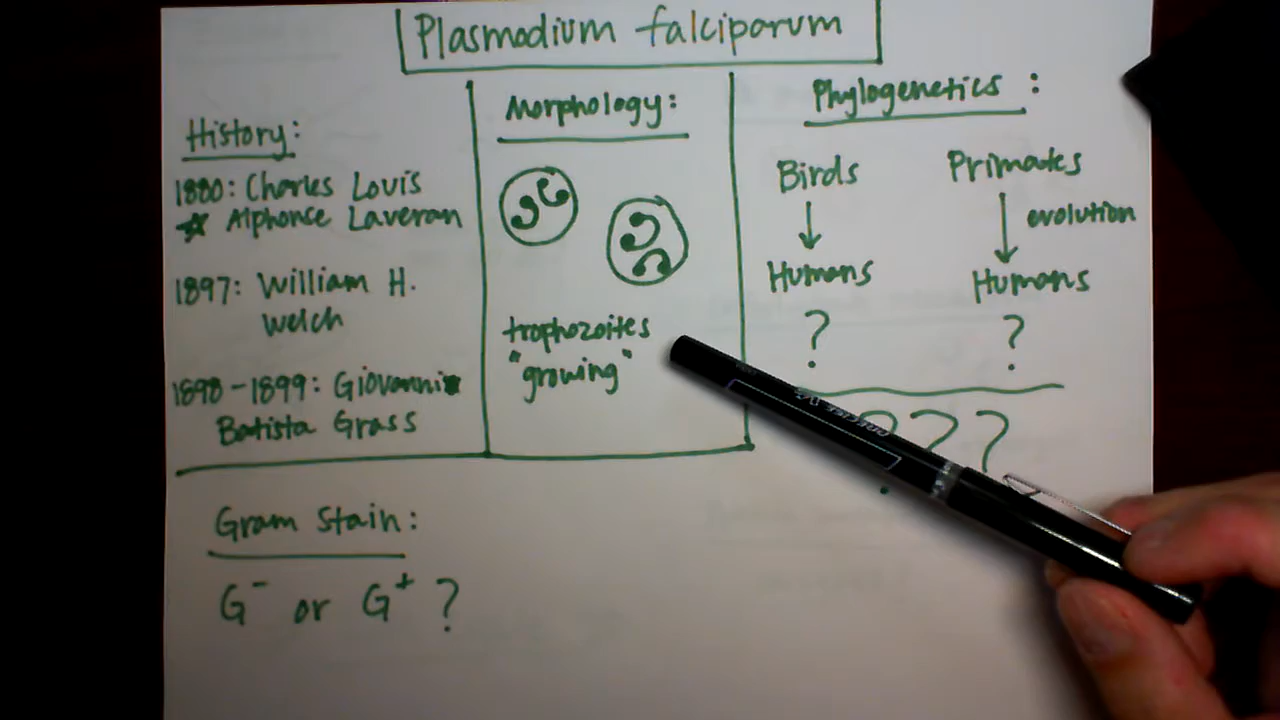 Plasmodium falciparum
History:
1880: Charles Louis
Alphonce Laveran
1897: William H.
Welch
1898-1899: Giovanni
Batista Grass
Morphology:
trophozoites
"growing"
Phylogenetics:
Birds
Humans
?
Primates
evolution
Humans
?
? ? ?
Gram Stain:
G⁻ or G⁺ ?